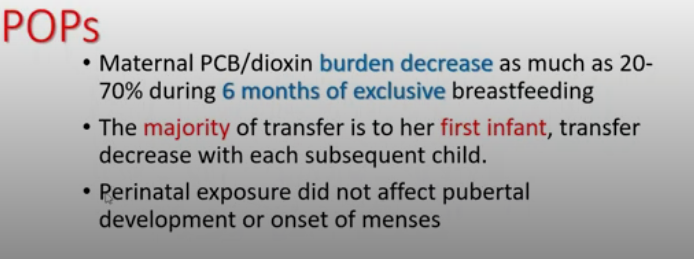 POPs
• Maternal PCB/dioxin burden decrease as much as 20-
70% during 6 months of exclusive breastfeeding
• The majority of transfer is to her first infant, transfer
decrease with each subsequent child.
• Perinatal exposure did not affect pubertal
development or onset of menses